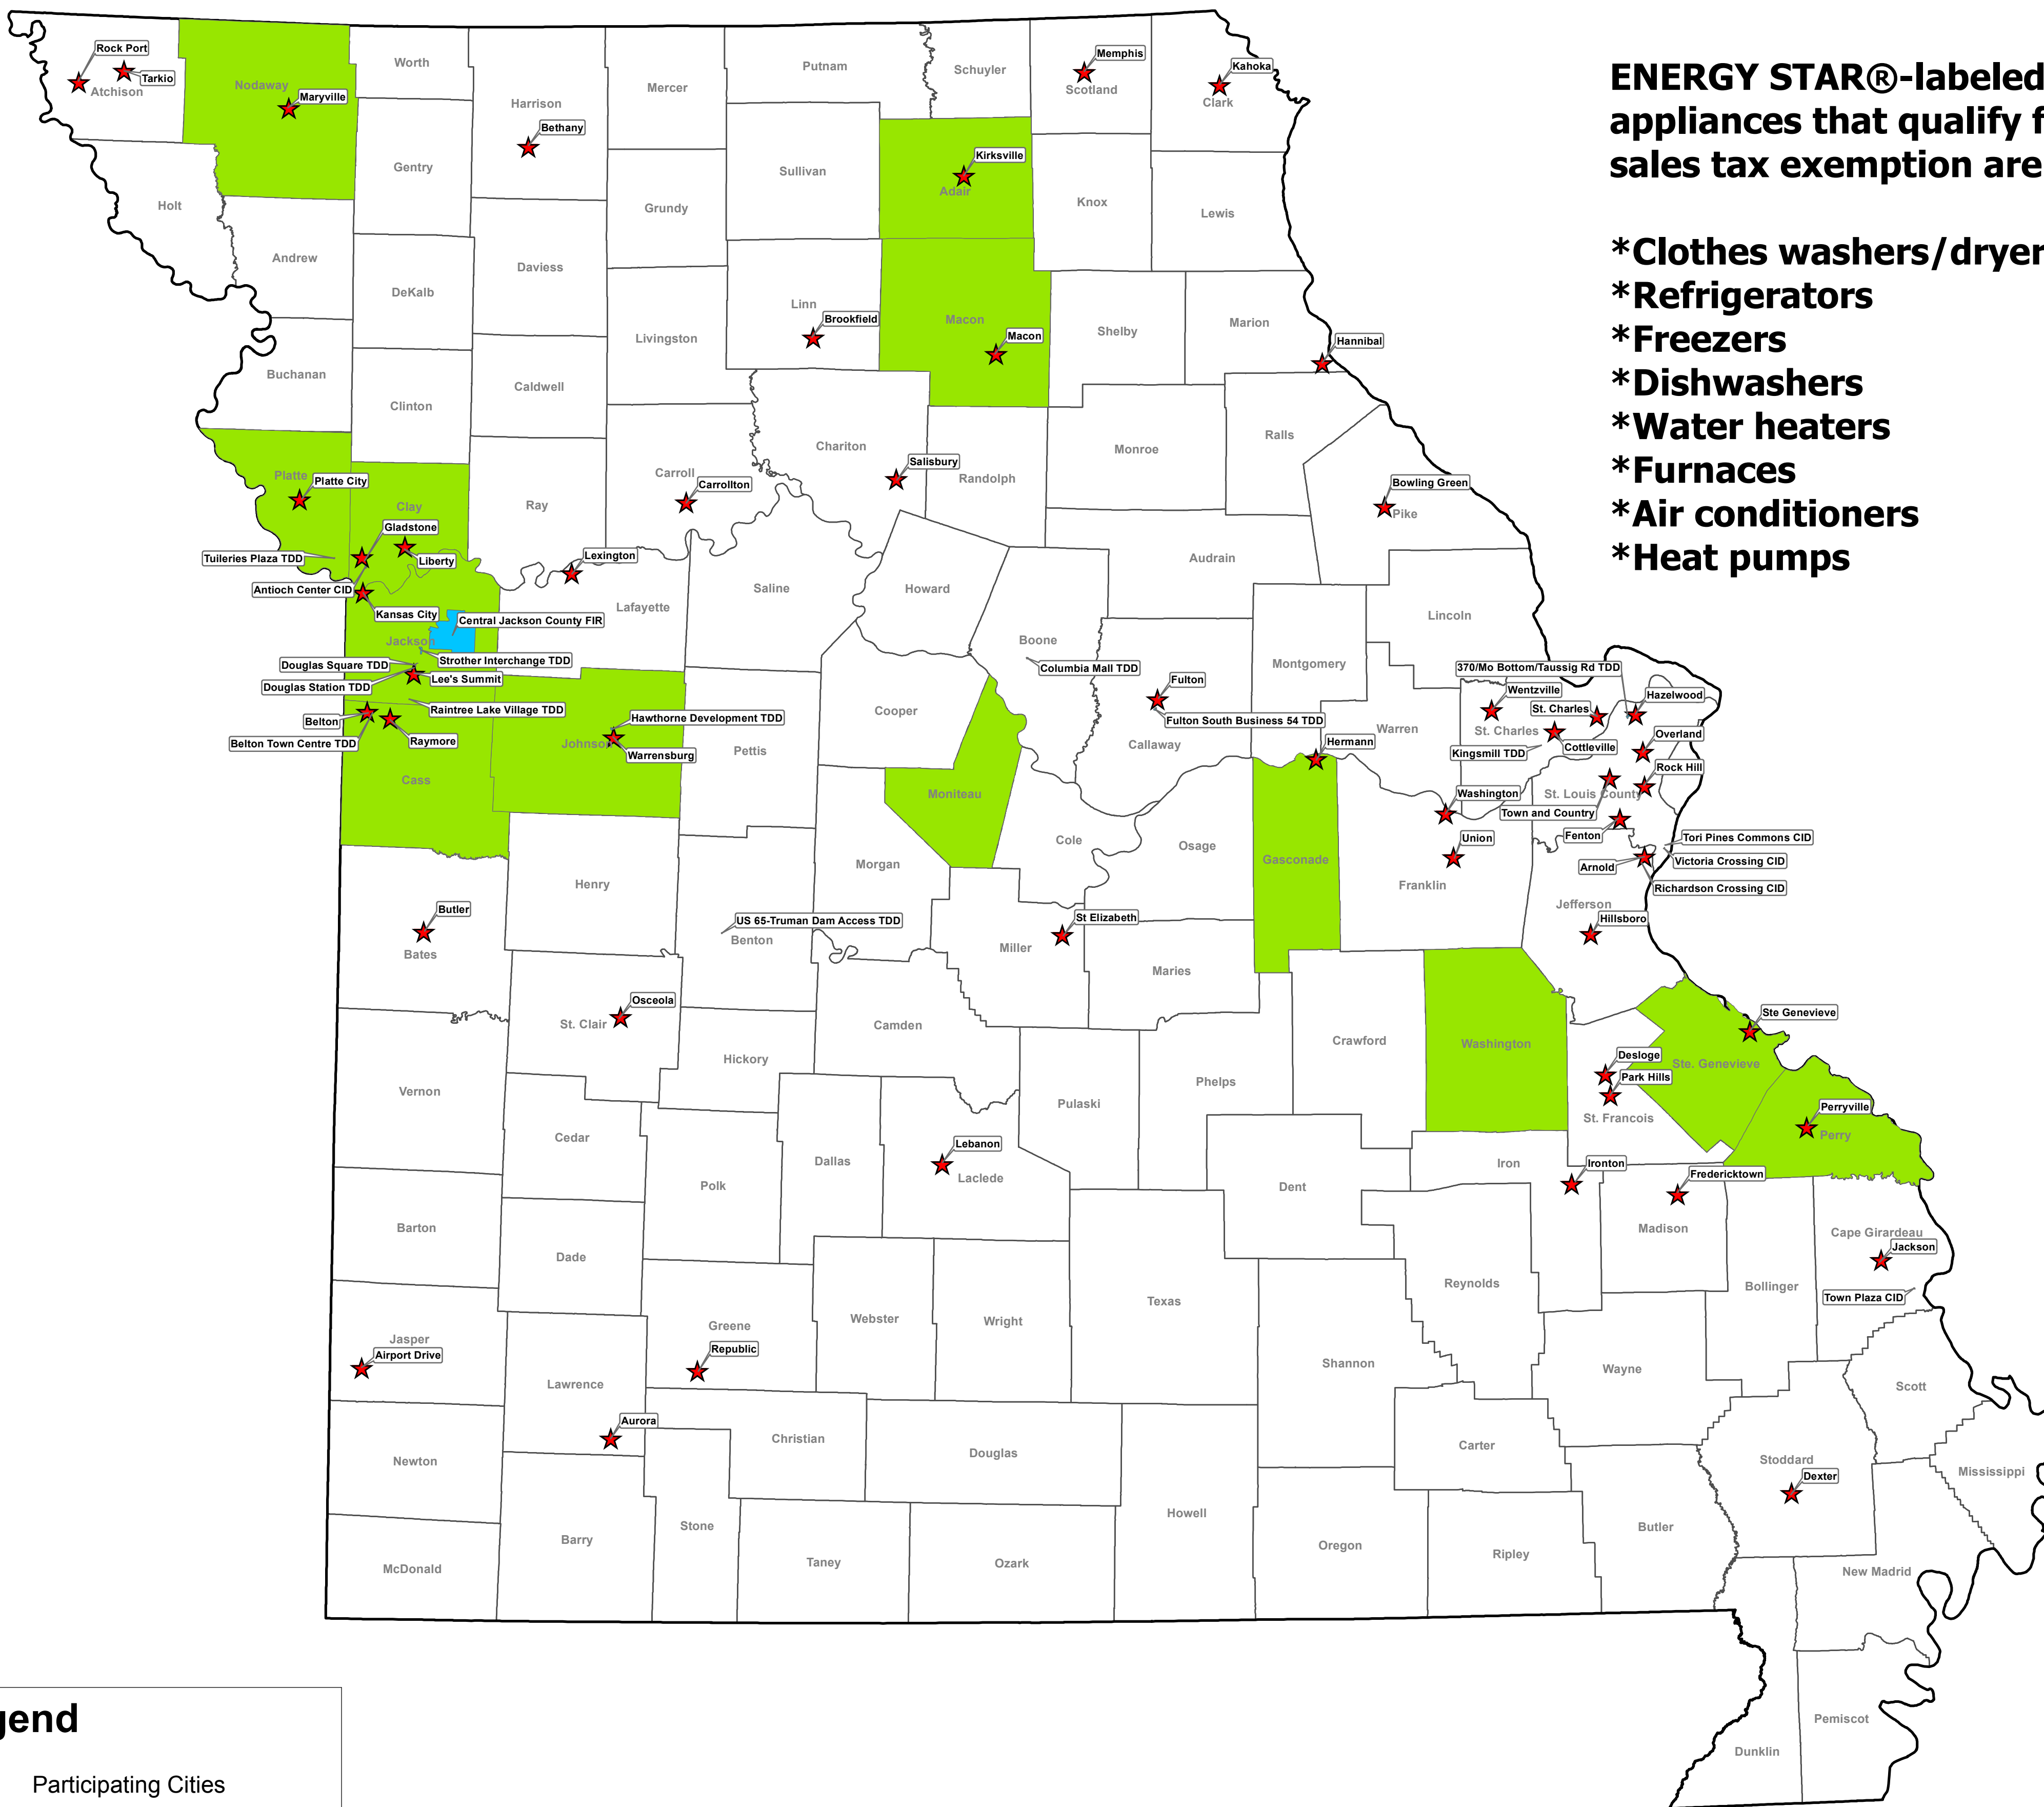 ENERGY STAR®-labeled
appliances that qualify f
sales tax exemption are
*Clothes washers/dryer
*Refrigerators
*Freezers
*Dishwashers
*Water heaters
*Furnaces
*Air conditioners
*Heat pumps
Rock Port
Tarkio
Atchison
Nodaway
Maryville
Worth
Harrison
Bethany
Mercer
Putnam
Schuyler
Memphis
Scotland
Kahoka
Clark
Holt
Gentry
Grundy
Sullivan
Kirksville
Adair
Knox
Lewis
Andrew
DeKalb
Daviess
Livingston
Linn
Brookfield
Macon
Macon
Shelby
Marion
Hannibal
Buchanan
Clinton
Caldwell
Carroll
Carrollton
Chariton
Salisbury
Randolph
Monroe
Ralls
Bowling Green
Pike
Platte
Platte City
Clay
Gladstone
Liberty
Tuileries Plaza TDD
Antioch Center CID
Kansas City
Ray
Lexington
Lafayette
Saline
Howard
Boone
Audrain
Central Jackson County FIR
Jackson
Strother Interchange TDD
Douglas Square TDD
Lee's Summit
Douglas Station TDD
Raintree Lake Village TDD
Belton
Raymore
Belton Town Centre TDD
Cass
Hawthorne Development TDD
Johnson
Warrensburg
Pettis
Cooper
Moniteau
Columbia Mall TDD
Fulton
Fulton South Business 54 TDD
Callaway
Montgomery
Hermann
Lincoln
Warren
370/Mo Bottom/Taussig Rd TDD
Wentzville
St. Charles
Hazelwood
St. Charles
Cottleville
Kingsmill TDD
Overland
Rock Hill
St. Louis County
Town and Country
Fenton
Washington
Union
Franklin
Tori Pines Commons CID
Victoria Crossing CID
Arnold
Richardson Crossing CID
Jefferson
Hillsboro
Butler
Bates
Henry
US 65-Truman Dam Access TDD
Benton
Morgan
Cole
Osage
Gasconade
St Elizabeth
Miller
Maries
Osceola
St. Clair
Hickory
Camden
Crawford
Washington
Ste Genevieve
Ste. Genevieve
Desloge
Park Hills
St. Francois
Perryville
Perry
Vernon
Cedar
Polk
Dallas
Lebanon
Laclede
Pulaski
Phelps
Dent
Iron
Ironton
Fredericktown
Madison
Cape Girardeau
Jackson
Town Plaza CID
Bollinger
Barton
Dade
Greene
Republic
Webster
Wright
Texas
Reynolds
Shannon
Wayne
Scott
Jasper
Airport Drive
Lawrence
Aurora
Christian
Douglas
Carter
Stoddard
Dexter
Mississippi
Newton
McDonald
Barry
Stone
Taney
Ozark
Howell
Oregon
Ripley
Butler
New Madrid
Pemiscot
Dunklin
gend
Participating Cities